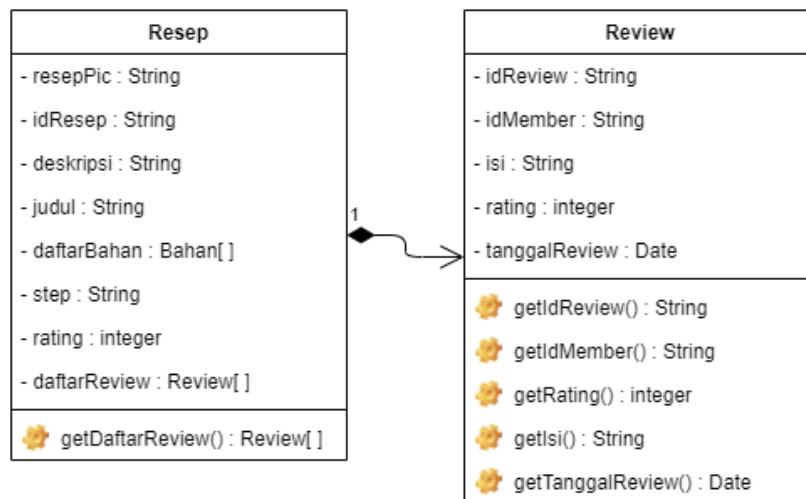 Resep
- resepPic : String
- idResep : String
- deskripsi : String
- judul : String
- daftarBahan : Bahan[ ]
- step : String
- rating : integer
- daftarReview : Review[ ]
getDaftarReview() : Review[ ]
1
Review
- idReview : String
- idMember : String
- isi : String
- rating : integer
- tanggalReview : Date
getIdReview() : String
getIdMember() : String
getRating() : integer
getIsi() : String
getTanggalReview() : Date